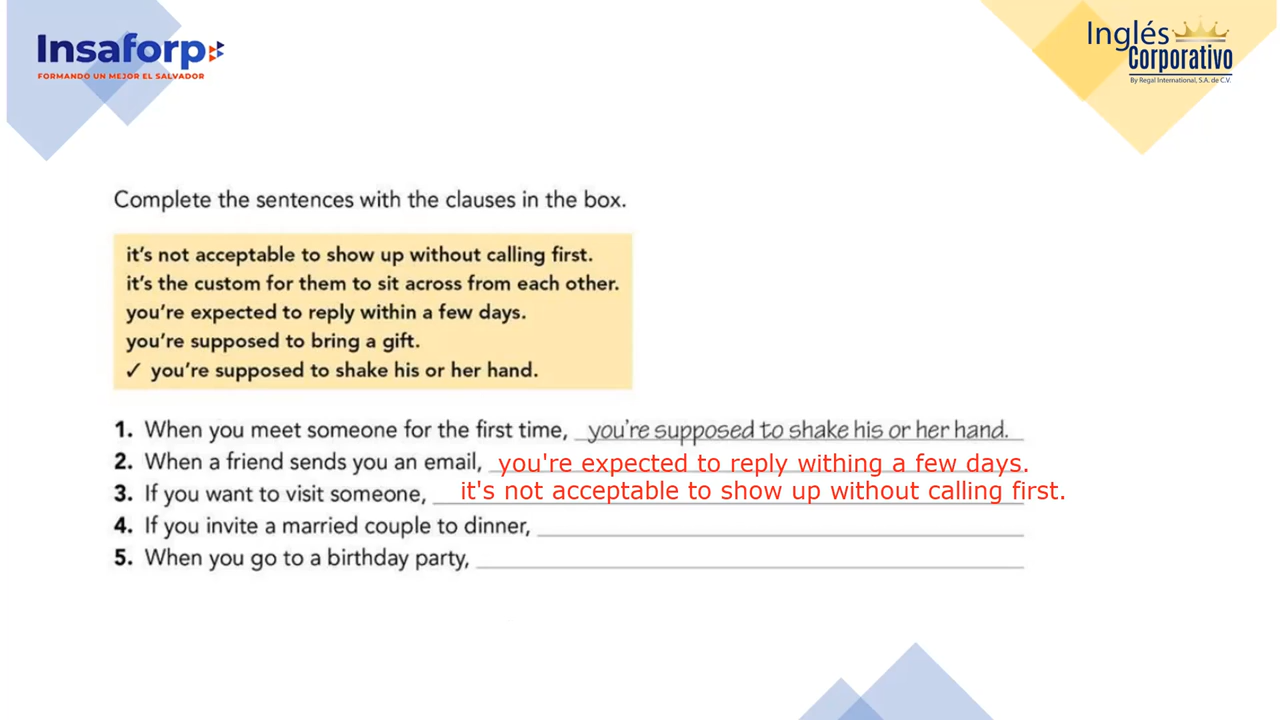 Insaforp
FORMANDO UN MEJOR EL SALVADOR
Inglés
Corporativo
By Regal International, S.A. de C.V.
Complete the sentences with the clauses in the box.
it's not acceptable to show up without calling first.
it's the custom for them to sit across from each other.
you're expected to reply within a few days.
you're supposed to bring a gift.
✓ you're supposed to shake his or her hand.
1. When you meet someone for the first time, you're supposed to shake his or her hand.
2. When a friend sends you an email, you're expected to reply withing a few days.
3. If you want to visit someone, it's not acceptable to show up without calling first.
4. If you invite a married couple to dinner,
5. When you go to a birthday party,